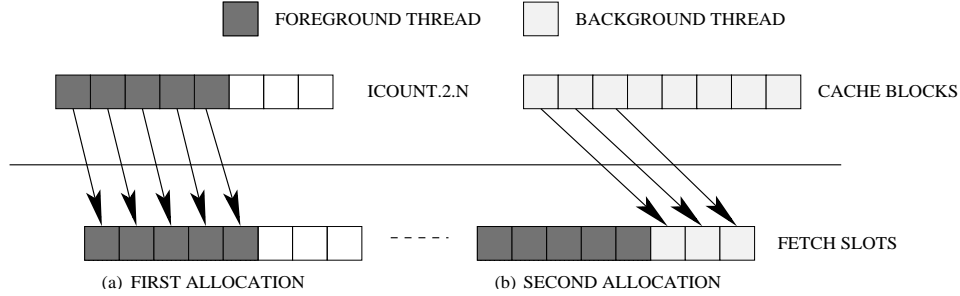 FOREGROUND THREAD
BACKGROUND THREAD
ICOUNT.2.N
CACHE BLOCKS
FETCH SLOTS
(a) FIRST ALLOCATION
(b) SECOND ALLOCATION